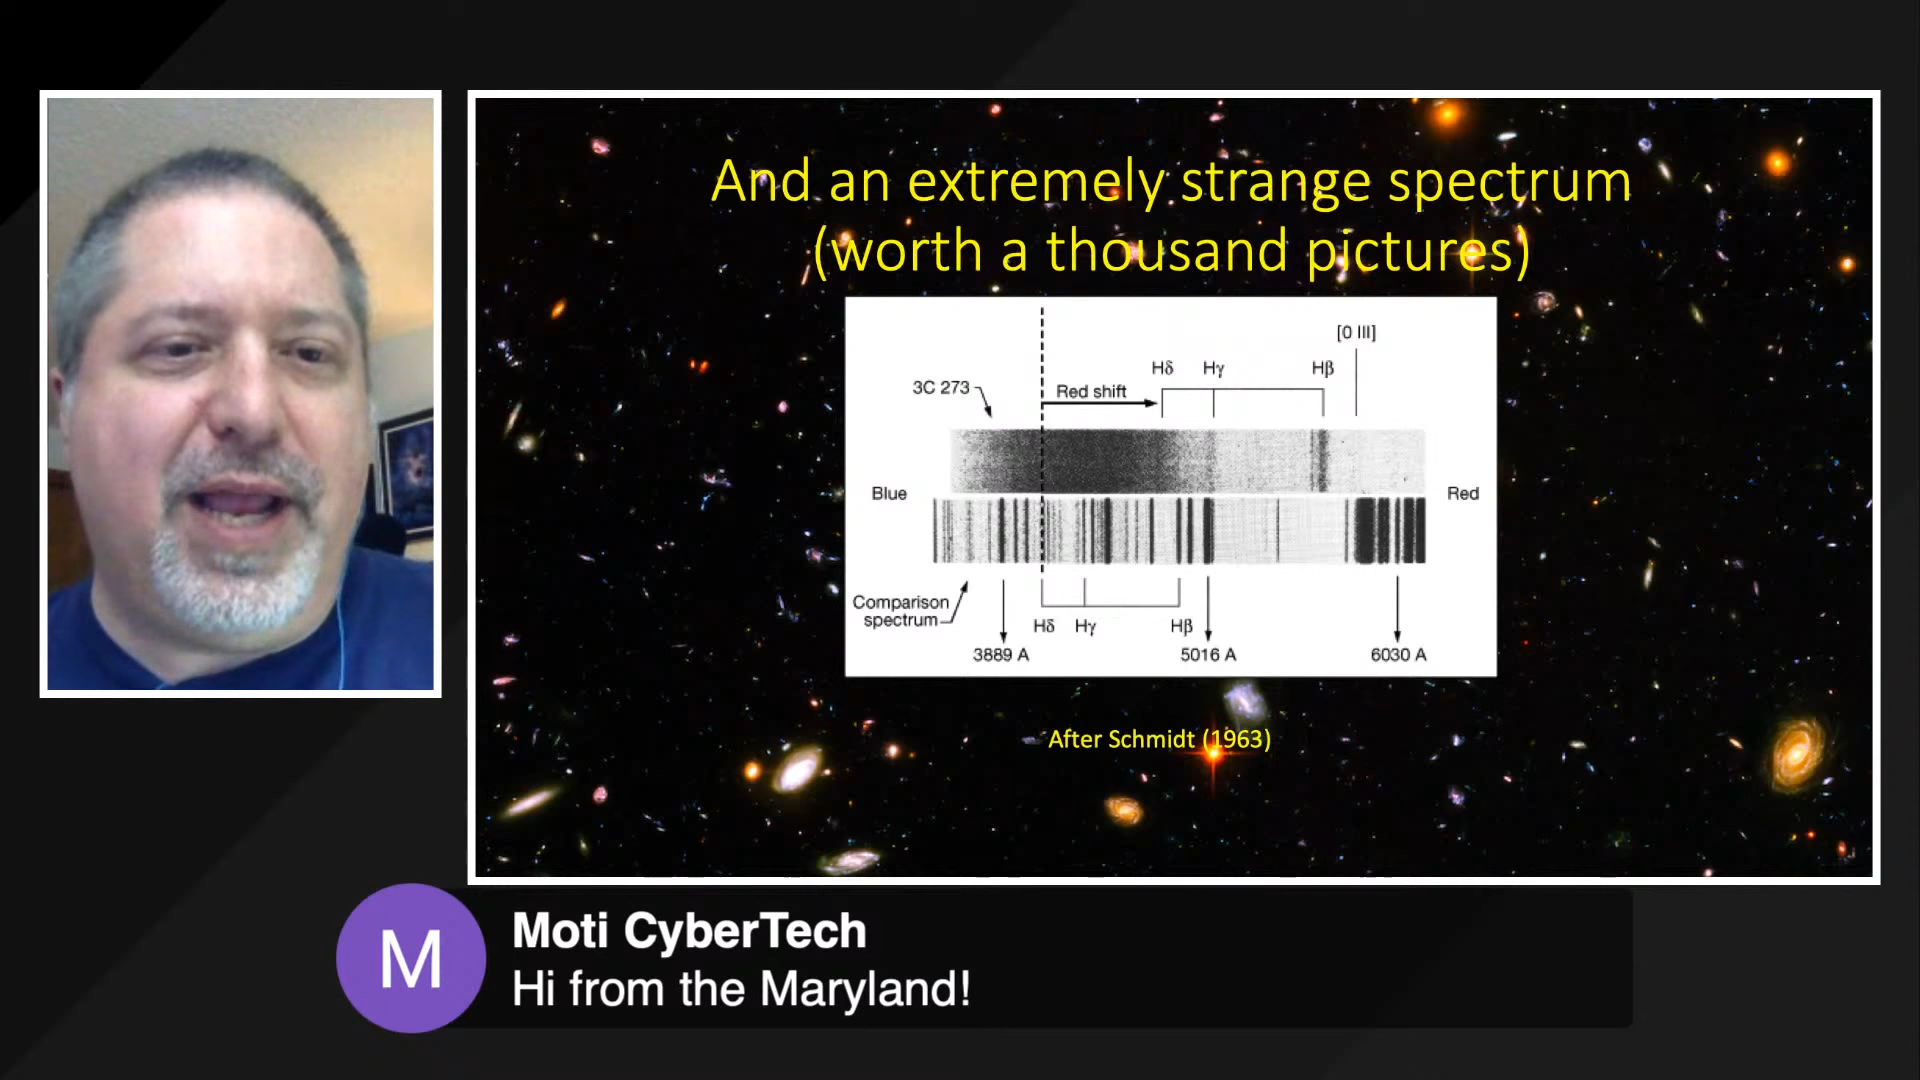 And an extremely strange spectrum
(worth a thousand pictures)
[0 III]
Hδ Hγ Hβ
3C 273
Red shift
Blue
Red
Comparison
spectrum
Hδ Hγ Hβ
3889 A
5016 A
6030 A
After Schmidt (1963)
M
Moti CyberTech
Hi from the Maryland!